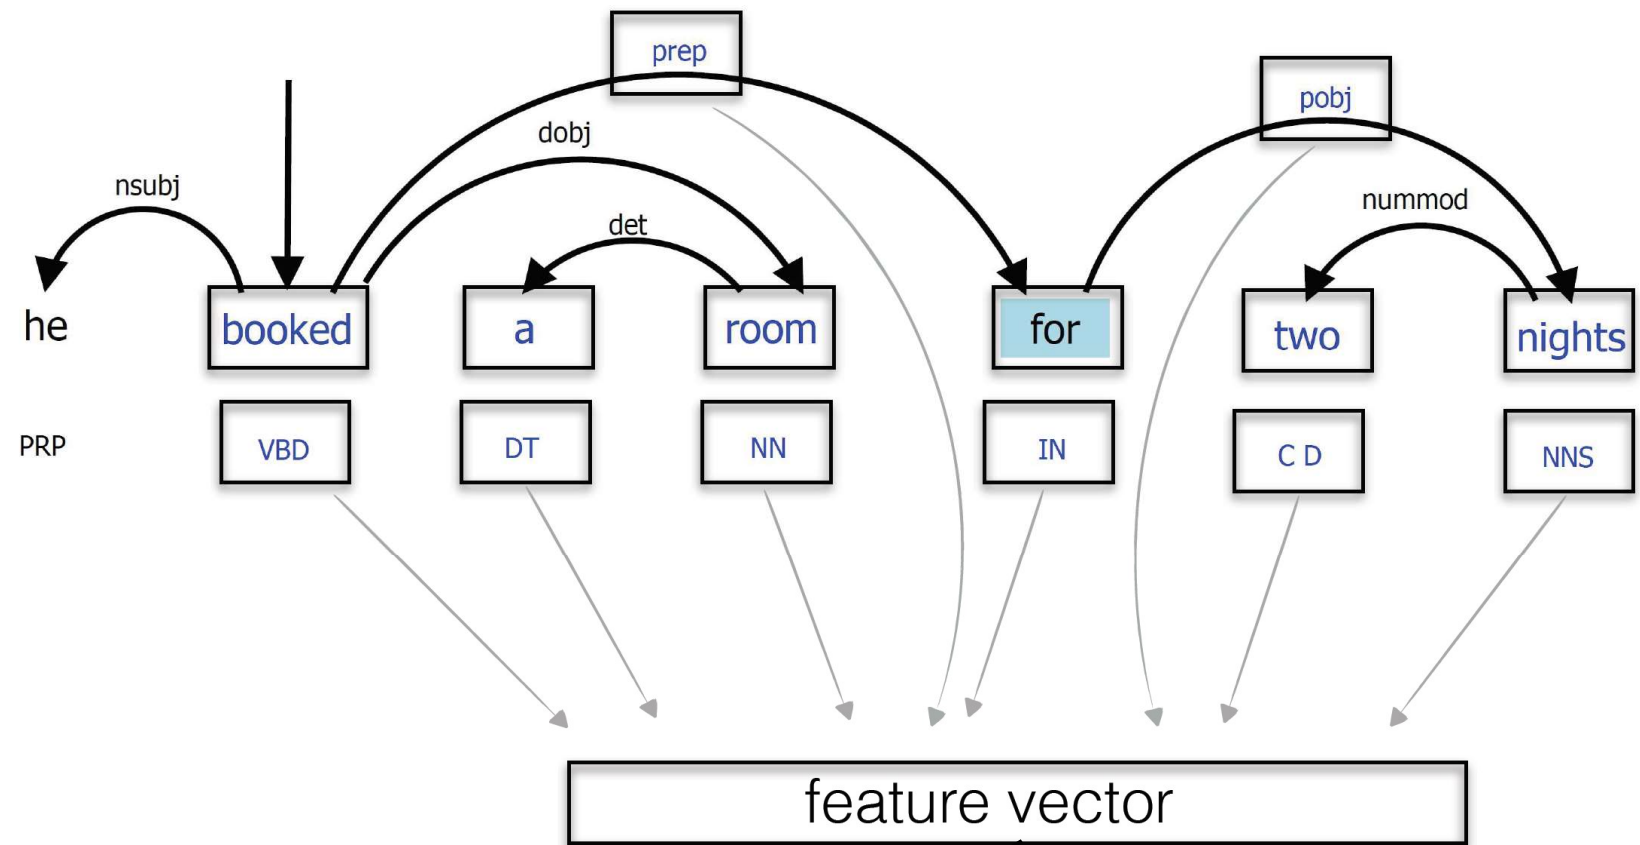 prep
pobj
dobj
nsubj
nummod
det
he booked a room for two nights
PRP VBD DT NN IN C D NNS
feature vector